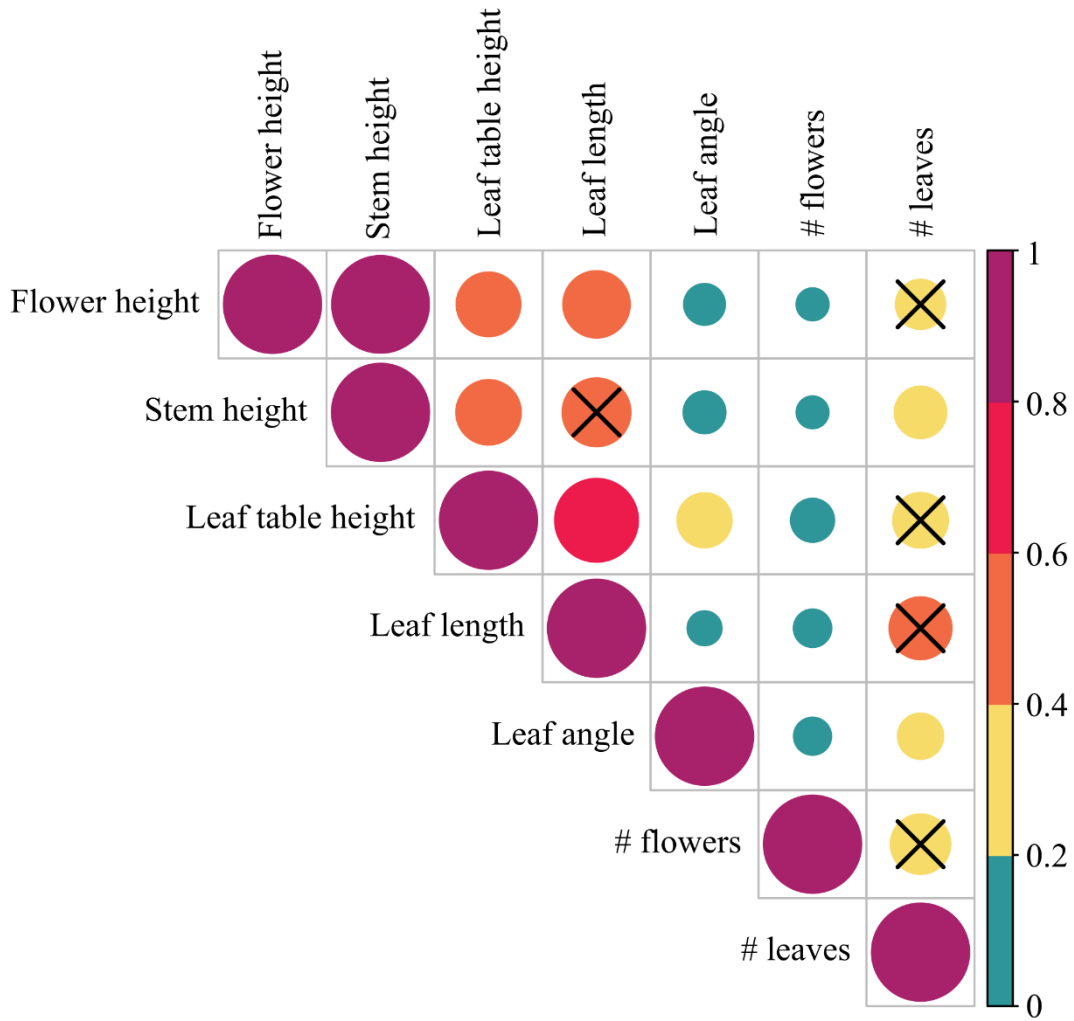 Flower height
Stem height
Leaf table height
Leaf length
Leaf angle
# flowers
# leaves
Flower height
Stem height
Leaf table height
Leaf length
Leaf angle
# flowers
# leaves
1
0.8
0.6
0.4
0.2
0